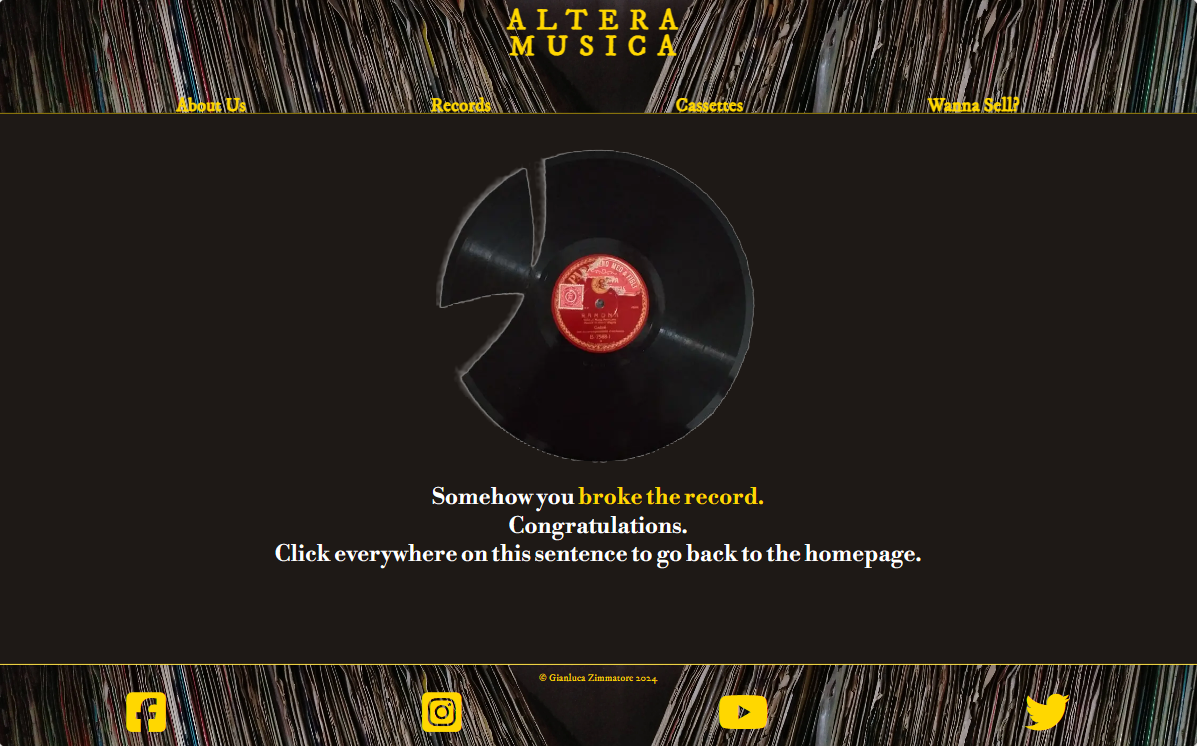 ALTERA
MUSICA
About Us
Records
Cassettes
Wanna Sell?
RAMONA
Somehow you broke the record.
Congratulations.
Click everywhere on this sentence to go back to the homepage.
© Gianluca Zimmatore 2024